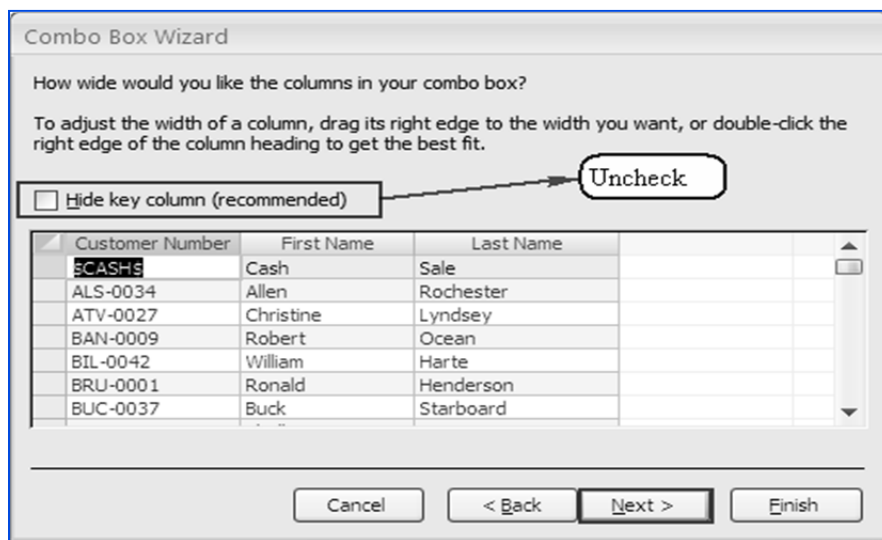 Combo Box Wizard
How wide would you like the columns in your combo box?
To adjust the width of a column, drag its right edge to the width you want, or double-click the
right edge of the column heading to get the best fit.
Uncheck
Hide key column (recommended)
Customer Number First Name Last Name
$CASH$ Cash Sale
ALS-0034 Allen Rochester
ATV-0027 Christine Lyndsey
BAN-0009 Robert Ocean
BIL-0042 William Harte
BRU-0001 Ronald Henderson
BUC-0037 Buck Starboard
Cancel < Back Next > Finish